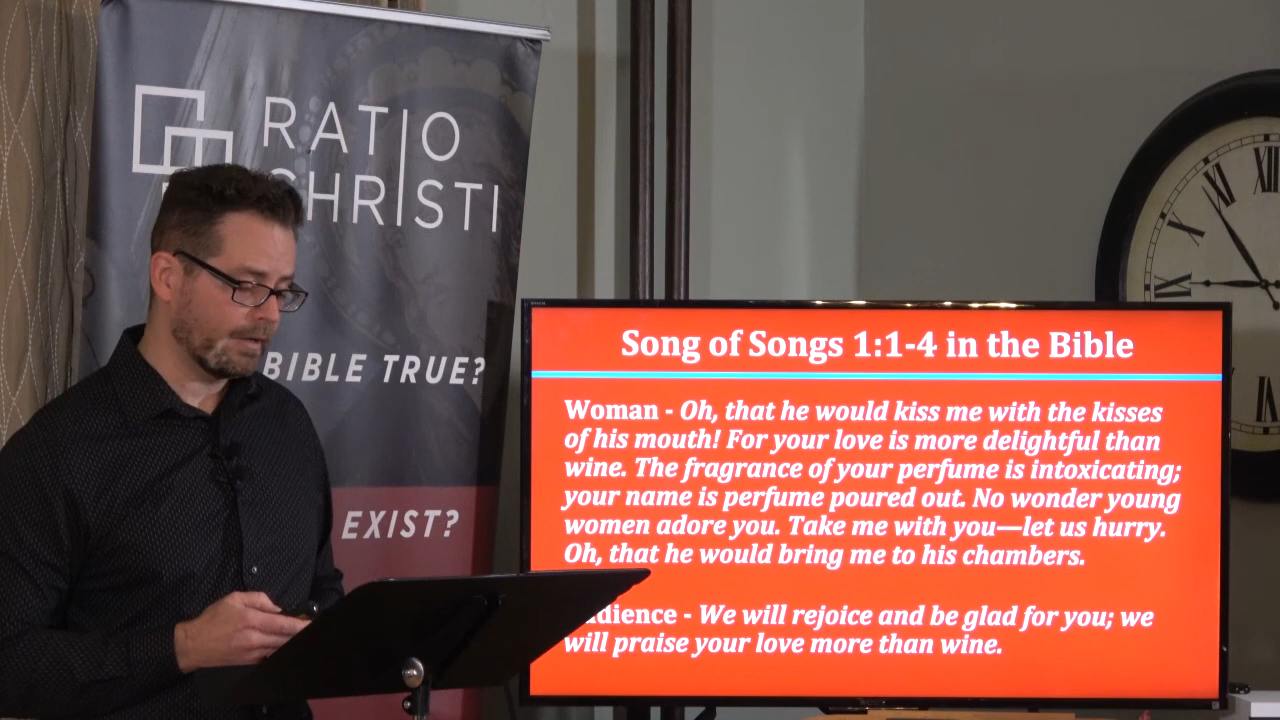 RATIO
CHRISTI
BIBLE TRUE?
EXIST?
Song of Songs 1:1-4 in the Bible
Woman - Oh, that he would kiss me with the kisses
of his mouth! For your love is more delightful than
wine. The fragrance of your perfume is intoxicating;
your name is perfume poured out. No wonder young
women adore you. Take me with you—let us hurry.
Oh, that he would bring me to his chambers.
dience - We will rejoice and be glad for you; we
will praise your love more than wine.
XII
XI
X
IX